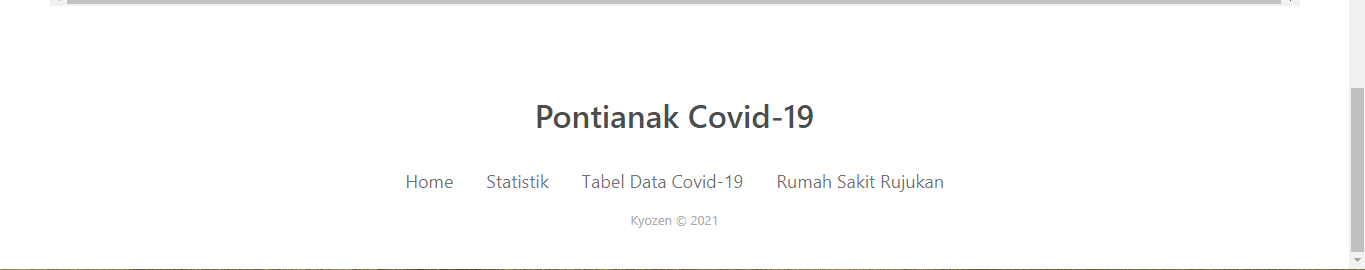 Pontianak Covid-19
Home Statistik Tabel Data Covid-19 Rumah Sakit Rujukan
Kyozen © 2021